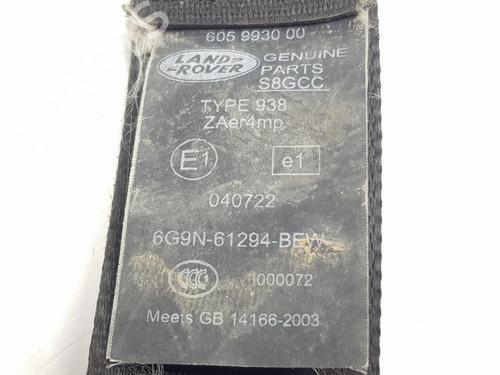 605 9930 00
LAND ROVER
GENUINE PARTS
S8GCC
TYPE 938
ZAer4mp
E1 e1
040722
6G9N-61294-BEW
CCC I000072
Meets GB 14166-2003